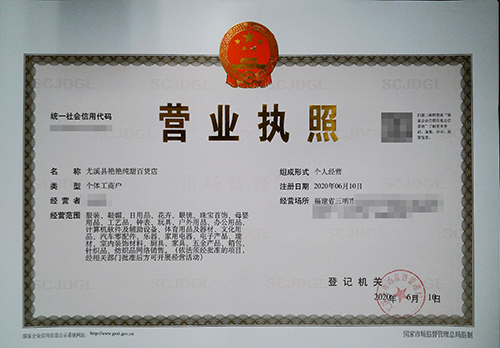 统一社会信用代码
营业执照
名称 尤溪县艳艳纯甜百货店
类型 个体工商户
经营者
经营范围 服装、鞋帽、日用品、花卉、眼镜、珠宝首饰、母婴
用品、工艺品、钟表、玩具、户外用品、办公用品、
计算机软件及辅助设备、体育用品及器材、文化用
品、汽车零配件、乐器、家用电器、电子产品、建
材、室内装饰材料、厨具、家具、五金产品、箱包、
针织品、纺织品网络销售。(依法须经批准的项目,
经相关部门批准后方可开展经营活动)
组成形式 个人经营
注册日期 2020年06月10日
经营场所 福建省三明市
登记机关
2020年6月10日
国家企业信用信息公示系统网址: http://www.gsxt.gov.cn
国家市场监督管理总局监制